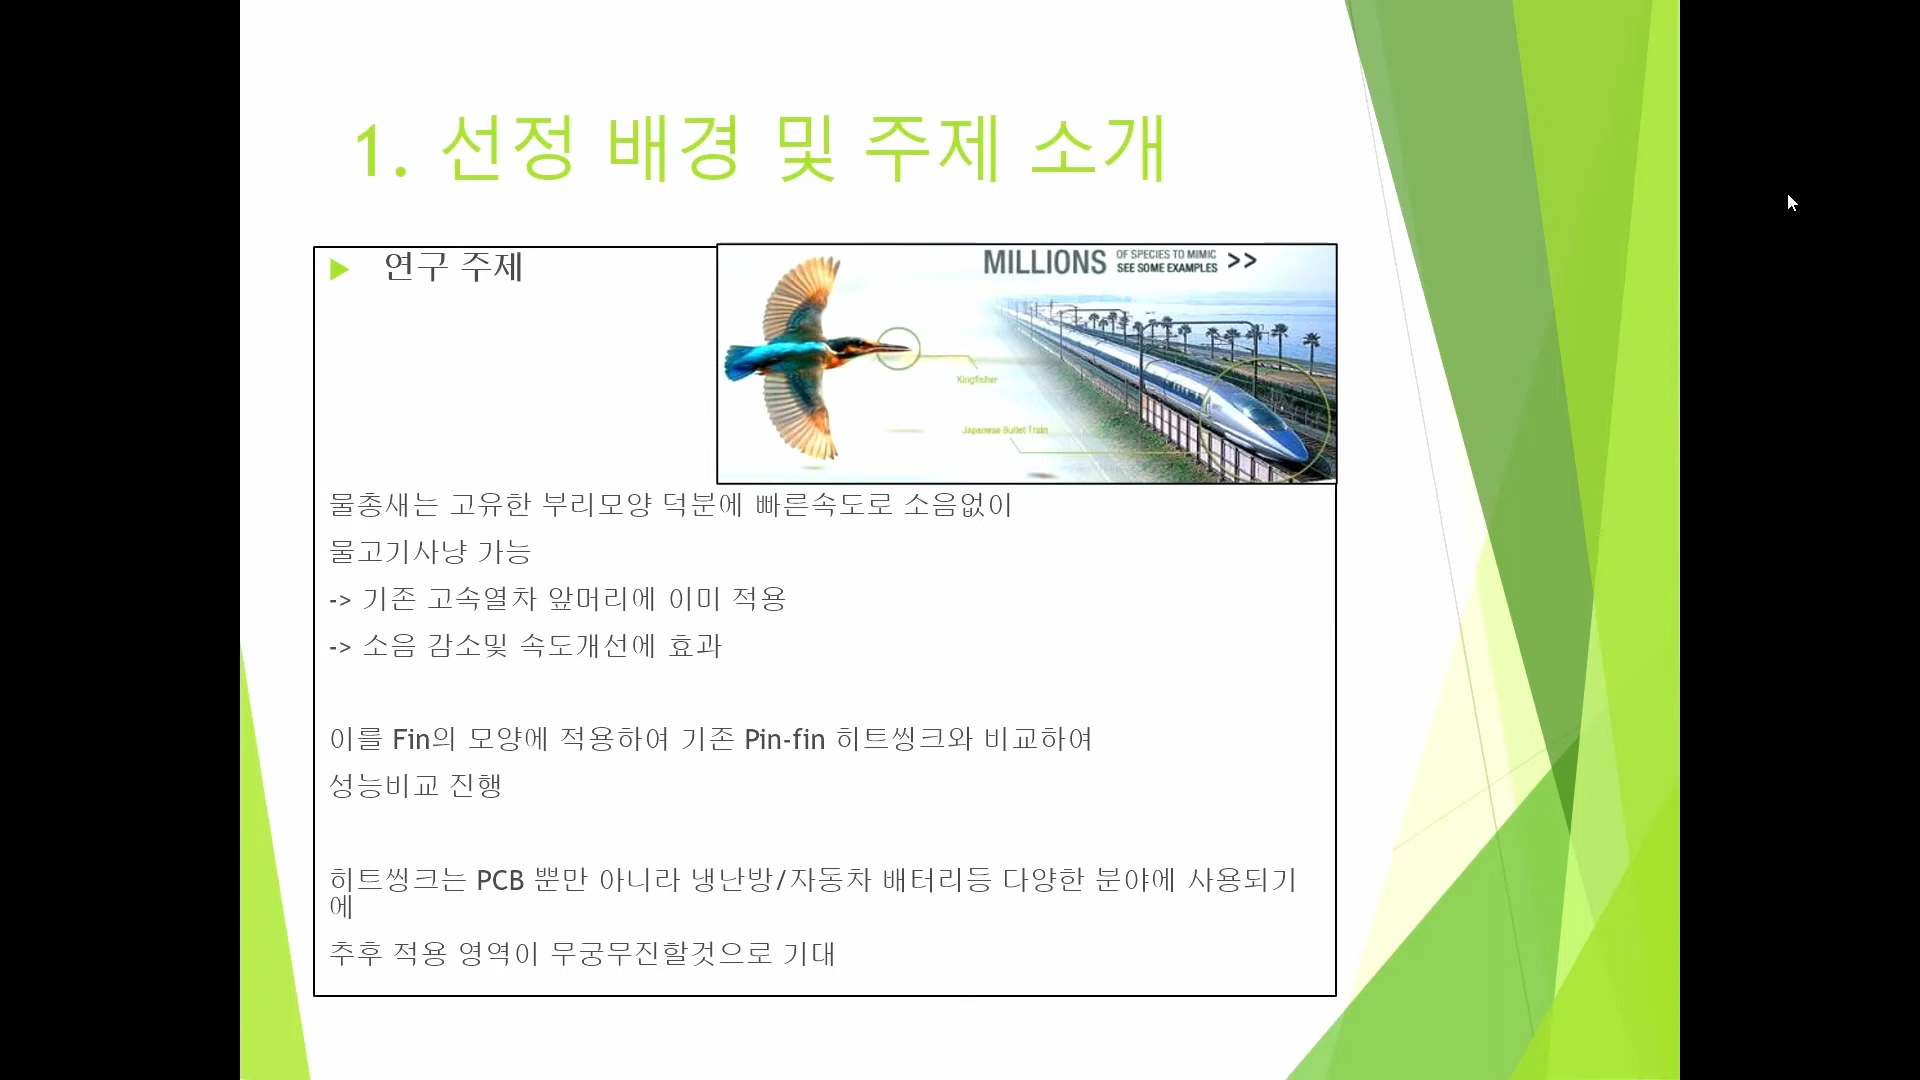 1. 선정 배경 및 주제 소개
연구 주제
MILLIONS
OF SPECIES TO MIMIC
SEE SOME EXAMPLES >>
Kingfisher
Japanese Bullet Train
물총새는 고유한 부리모양 덕분에 빠른속도로 소음없이
물고기사냥 가능
-> 기존 고속열차 앞머리에 이미 적용
-> 소음 감소및 속도개선에 효과
이를 Fin의 모양에 적용하여 기존 Pin-fin 히트씽크와 비교하여
성능비교 진행
히트씽크는 PCB 뿐만 아니라 냉난방/자동차 배터리등 다양한 분야에 사용되기
에
추후 적용 영역이 무궁무진할것으로 기대